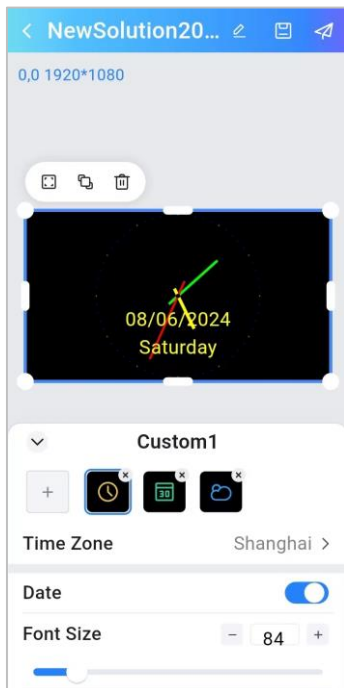 NewSolution20...
0,0 1920*1080
08/06/2024
Saturday
Custom1
+
30
Time Zone
Shanghai >
Date
Font Size
- 84 +